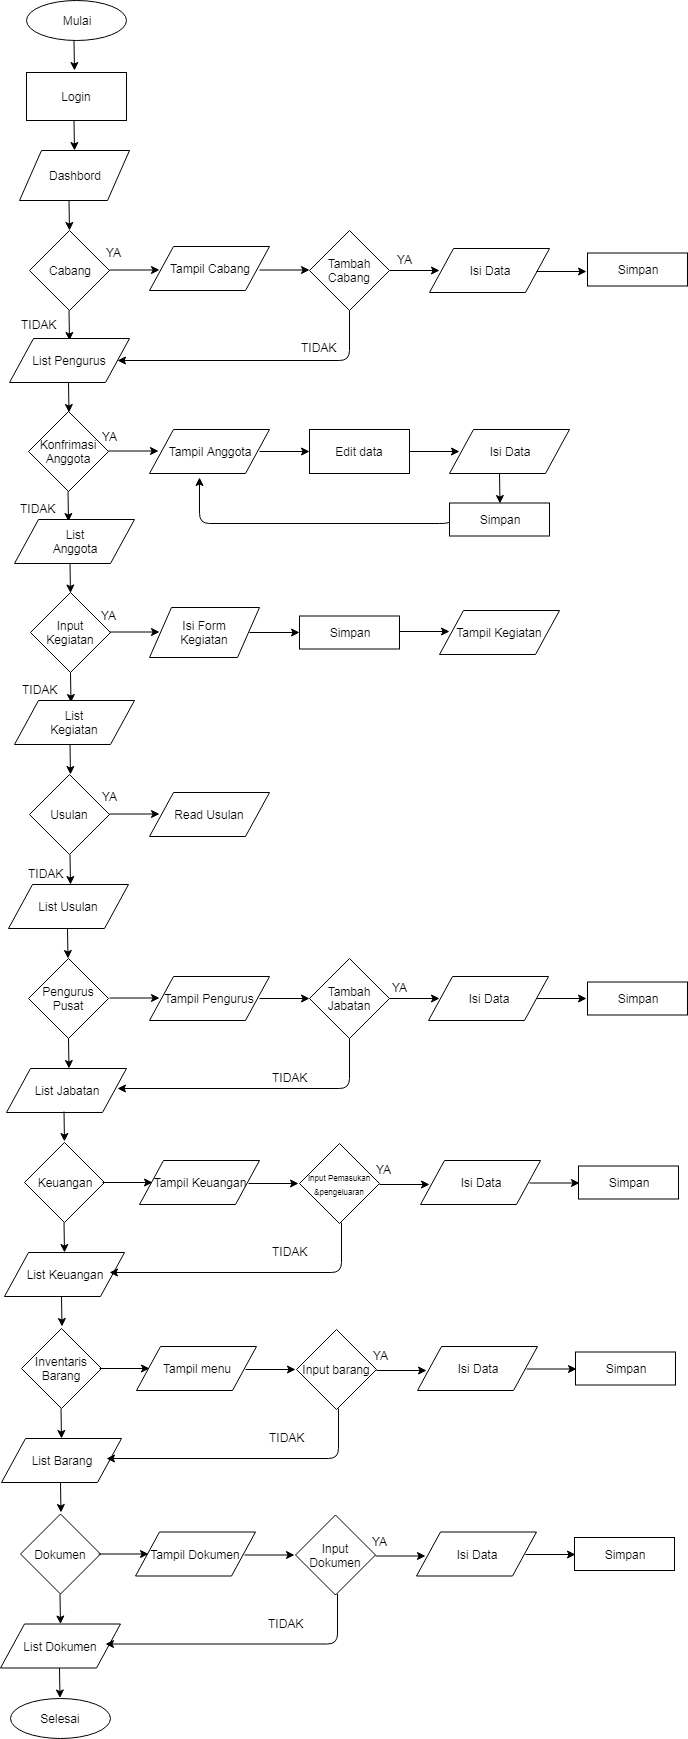 Mulai
Login
Dashbord
Cabang
YA
Tampil Cabang
Tambah
Cabang
YA
Isi Data
Simpan
TIDAK
TIDAK
List Pengurus
Konfrimasi
Anggota
YA
Tampil Anggota
Edit data
Isi Data
Simpan
TIDAK
List
Anggota
Input
Kegiatan
YA
Isi Form
Kegiatan
Simpan
Tampil Kegiatan
TIDAK
List
Kegiatan
Usulan
YA
Read Usulan
TIDAK
List Usulan
Pengurus
Pusat
Tampil Pengurus
Tambah
Jabatan
YA
Isi Data
Simpan
TIDAK
List Jabatan
Keuangan
Tampil Keuangan
Input Pemasukan
&pengeluaran
YA
Isi Data
Simpan
TIDAK
List Keuangan
Inventaris
Barang
Tampil menu
Input barang
YA
Isi Data
Simpan
TIDAK
List Barang
Dokumen
Tampil Dokumen
Input
Dokumen
YA
Isi Data
Simpan
TIDAK
List Dokumen
Selesai